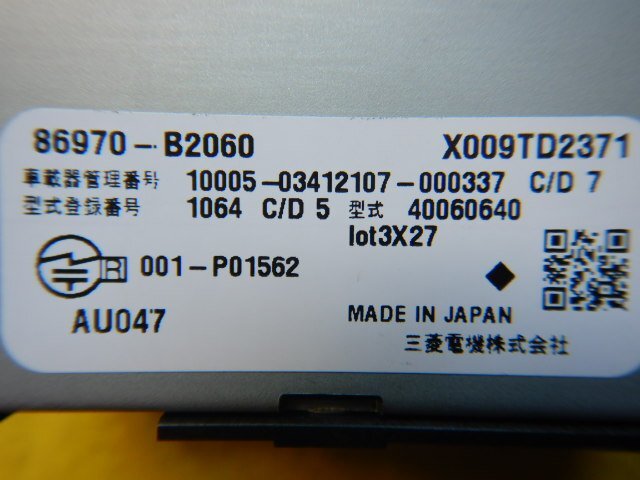 86970-B2060 X009TD2371
車載器管理番号 10005-03412107-000337 C/D 7
型式登録番号 1064 C/D 5 型式 40060640
lot3X27
R 001-P01562
AU047 MADE IN JAPAN
三菱電機株式会社